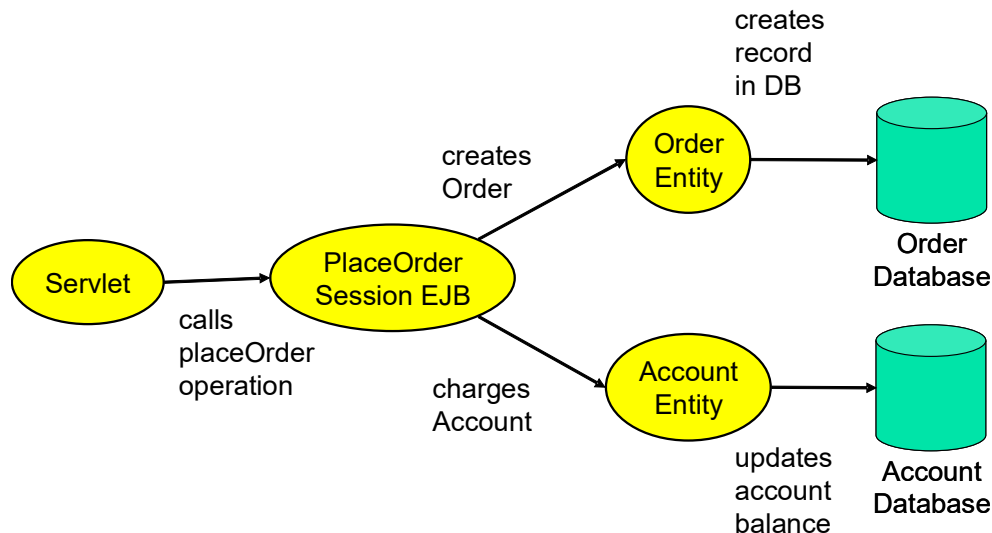 Servlet
calls
placeOrder
operation
PlaceOrder
Session EJB
creates
Order
Order
Entity
creates
record
in DB
Order
Database
charges
Account
Account
Entity
updates
account
balance
Account
Database